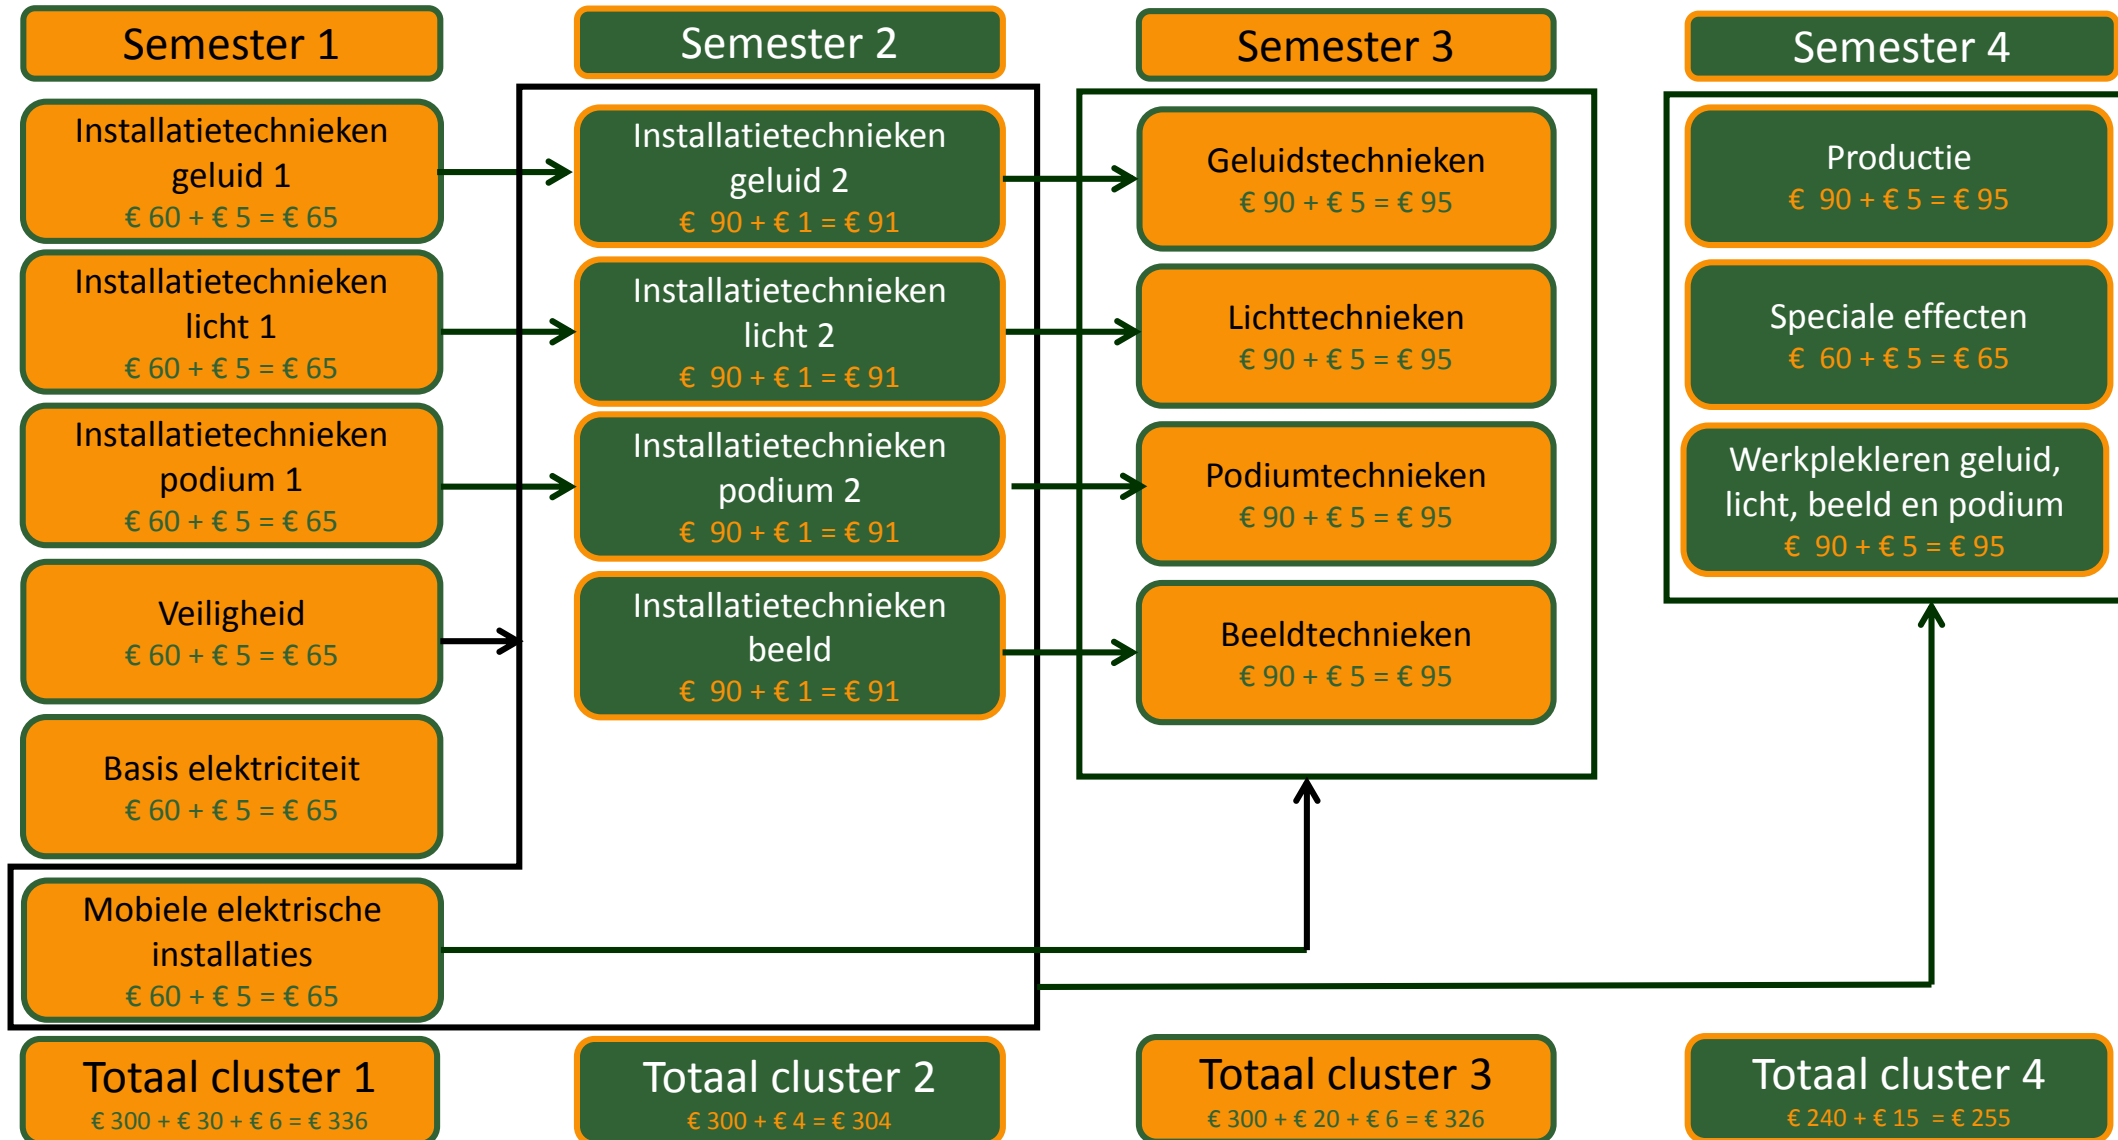 Semester 1
Installatietechnieken
geluid 1
€ 60 + € 5 = € 65
Installatietechnieken
licht 1
€ 60 + € 5 = € 65
Installatietechnieken
podium 1
€ 60 + € 5 = € 65
Veiligheid
€ 60 + € 5 = € 65
Basis elektriciteit
€ 60 + € 5 = € 65
Mobiele elektrische
installaties
€ 60 + € 5 = € 65
Totaal cluster 1
€ 300 + € 30 + € 6 = € 336
Semester 2
Installatietechnieken
geluid 2
€ 90 + € 1 = € 91
Installatietechnieken
licht 2
€ 90 + € 1 = € 91
Installatietechnieken
podium 2
€ 90 + € 1 = € 91
Installatietechnieken
beeld
€ 90 + € 1 = € 91
Totaal cluster 2
€ 300 + € 4 = € 304
Semester 3
Geluidstechnieken
€ 90 + € 5 = € 95
Lichttechnieken
€ 90 + € 5 = € 95
Podiumtechnieken
€ 90 + € 5 = € 95
Beeldtechnieken
€ 90 + € 5 = € 95
Totaal cluster 3
€ 300 + € 20 + € 6 = € 326
Semester 4
Productie
€ 90 + € 5 = € 95
Speciale effecten
€ 60 + € 5 = € 65
Werkplekleren geluid,
licht, beeld en podium
€ 90 + € 5 = € 95
Totaal cluster 4
€ 240 + € 15 = € 255